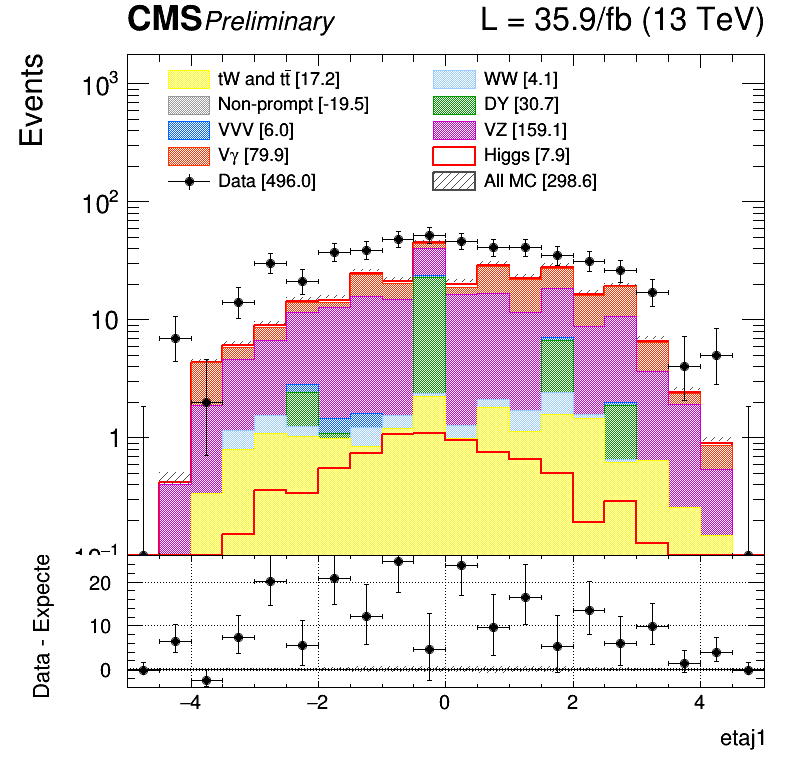 CMS Preliminary L = 35.9/fb (13 TeV)
Events
tW and tt̄ [17.2] WW [4.1]
Non-prompt [-19.5] DY [30.7]
VVV [6.0] VZ [159.1]
Vγ [79.9] Higgs [7.9]
Data [496.0] All MC [298.6]
10³
10²
10
1
Data - Expecte
20
10
0
−4 −2 0 2 4
etaj1